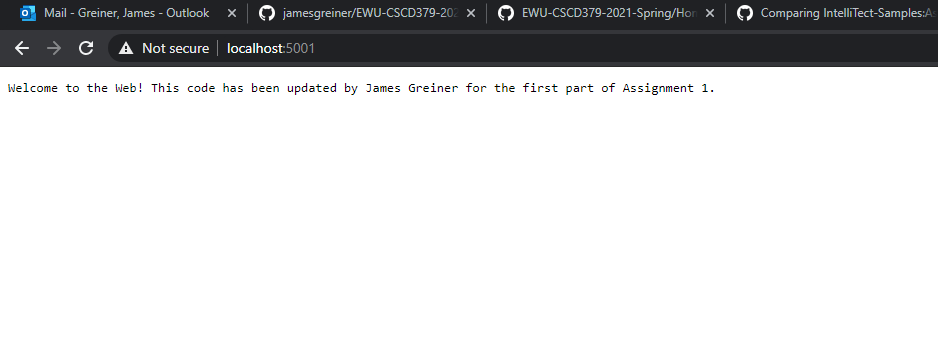 Mail - Greiner, James - Outlook
jamesgreiner/EWU-CSCD379-202
EWU-CSCD379-2021-Spring/Hom
Comparing IntelliTect-Samples:As
Not secure
localhost:5001
Welcome to the Web! This code has been updated by James Greiner for the first part of Assignment 1.